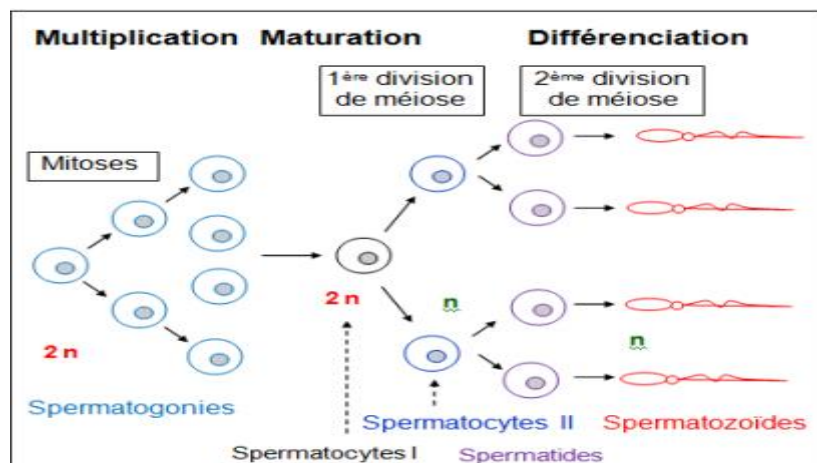 Multiplication Maturation Différenciation
1ère division de méiose
2ème division de méiose
Mitoses
2 n
2 n
n
n
Spermatogonies
Spermatocytes II
Spermatozoïdes
Spermatocytes I
Spermatides